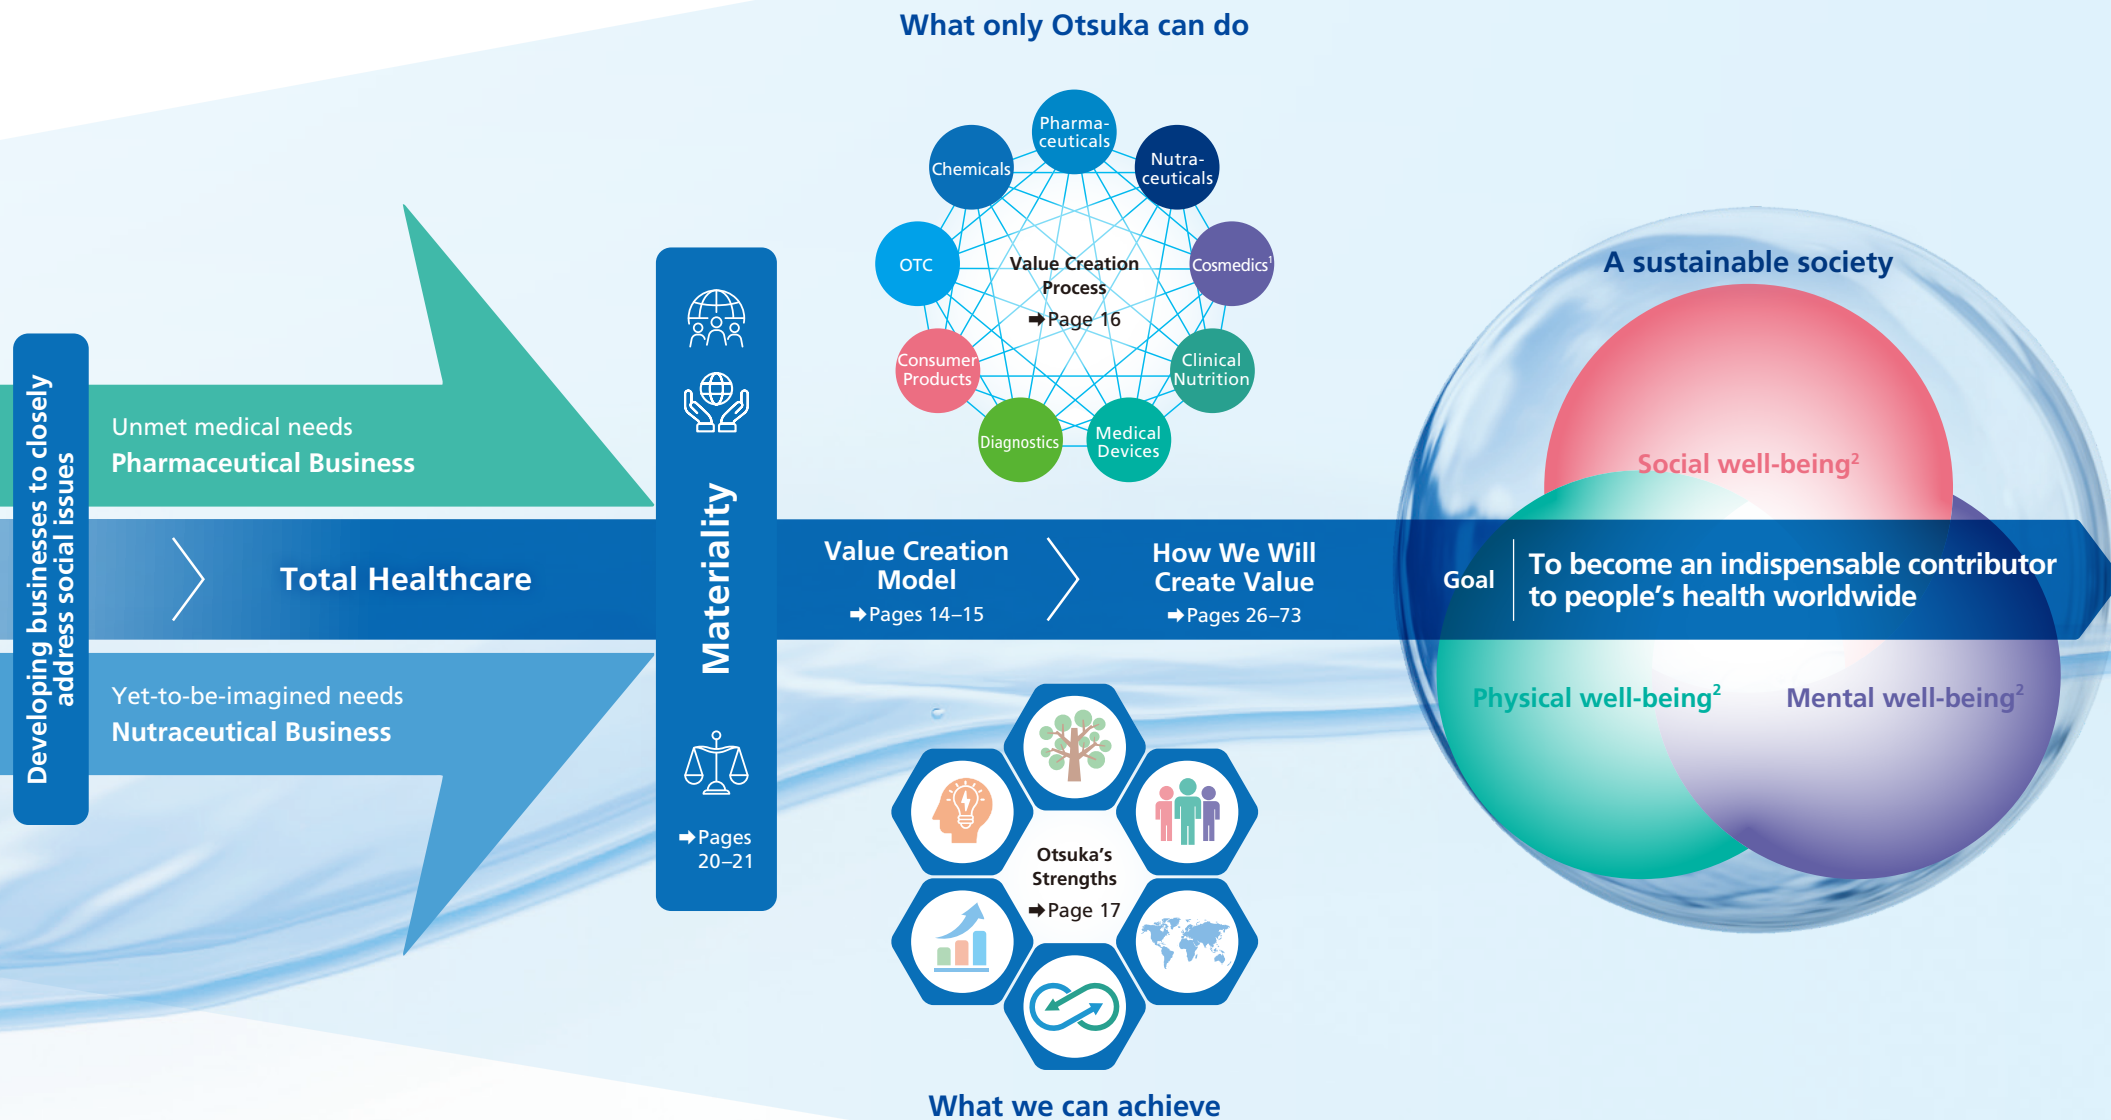 What only Otsuka can do
Developing businesses to closely
address social issues
Unmet medical needs
Pharmaceutical Business
Total Healthcare
Yet-to-be-imagined needs
Nutraceutical Business
Materiality
➡Pages
20–21
Pharma-
ceuticals
Nutra-
ceuticals
Cosmedics¹
Clinical
Nutrition
Medical
Devices
Diagnostics
Consumer
Products
OTC
Chemicals
Value Creation
Process
➡Page 16
Value Creation
Model
➡Pages 14–15
How We Will
Create Value
➡Pages 26–73
Otsuka's
Strengths
➡Page 17
What we can achieve
A sustainable society
Social well-being²
Goal
To become an indispensable contributor
to people's health worldwide
Physical well-being²
Mental well-being²